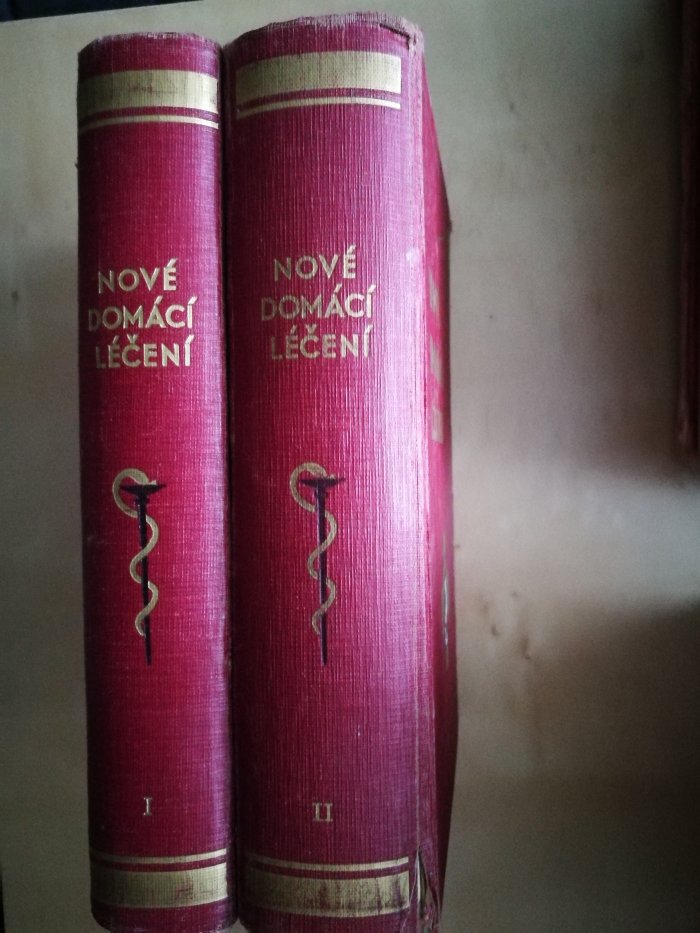 NOVÉ
DOMÁCÍ
LÉČENÍ
I
NOVÉ
DOMÁCÍ
LÉČENÍ
II